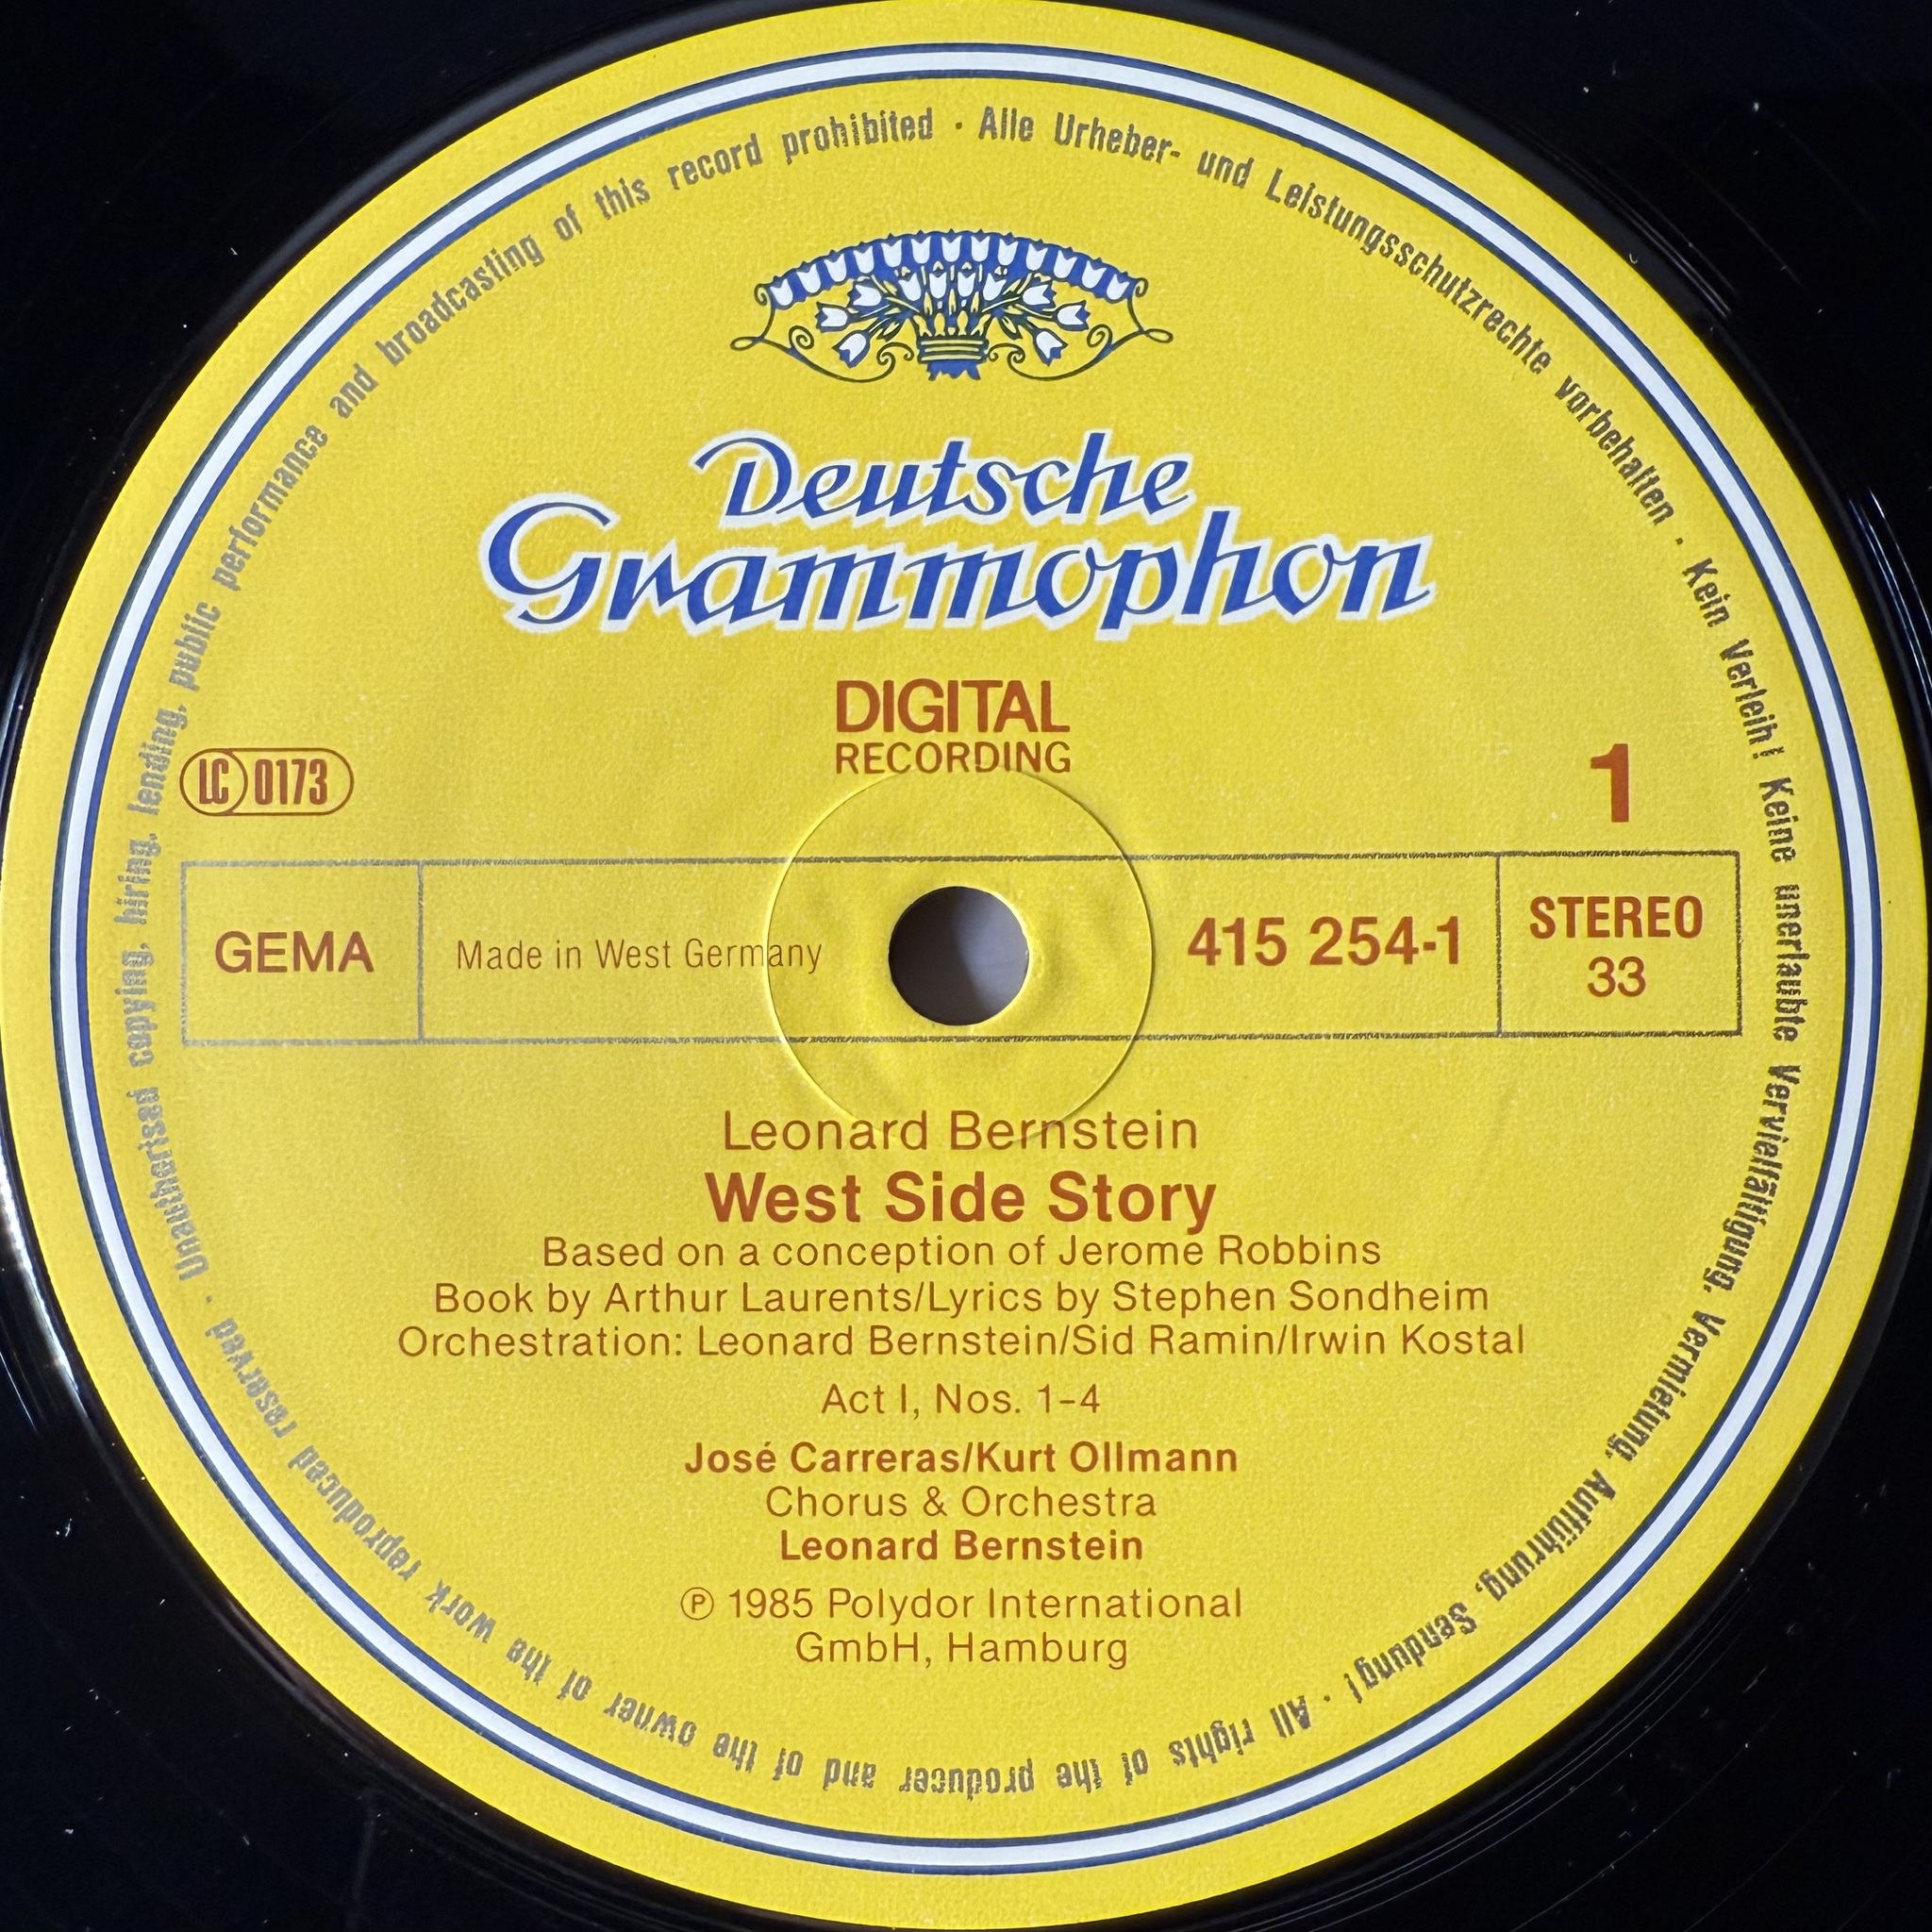 Alle Urheber- und Leistungsschutzrechte vorbehalten · Kein Verleih! Keine unerlaubte Vervielfältigung, Vermietung, Aufführung, Sendung! · All rights of the producer and of the owner of the work reproduced reserved · Unauthorised copying, hiring, lending, public performance and broadcasting of this record prohibited ·
Deutsche
Grammophon
DIGITAL
RECORDING
LC 0173
1
GEMA
Made in West Germany
415 254-1
STEREO
33
Leonard Bernstein
West Side Story
Based on a conception of Jerome Robbins
Book by Arthur Laurents/Lyrics by Stephen Sondheim
Orchestration: Leonard Bernstein/Sid Ramin/Irwin Kostal
Act I, Nos. 1–4
José Carreras/Kurt Ollmann
Chorus & Orchestra
Leonard Bernstein
℗ 1985 Polydor International
GmbH, Hamburg